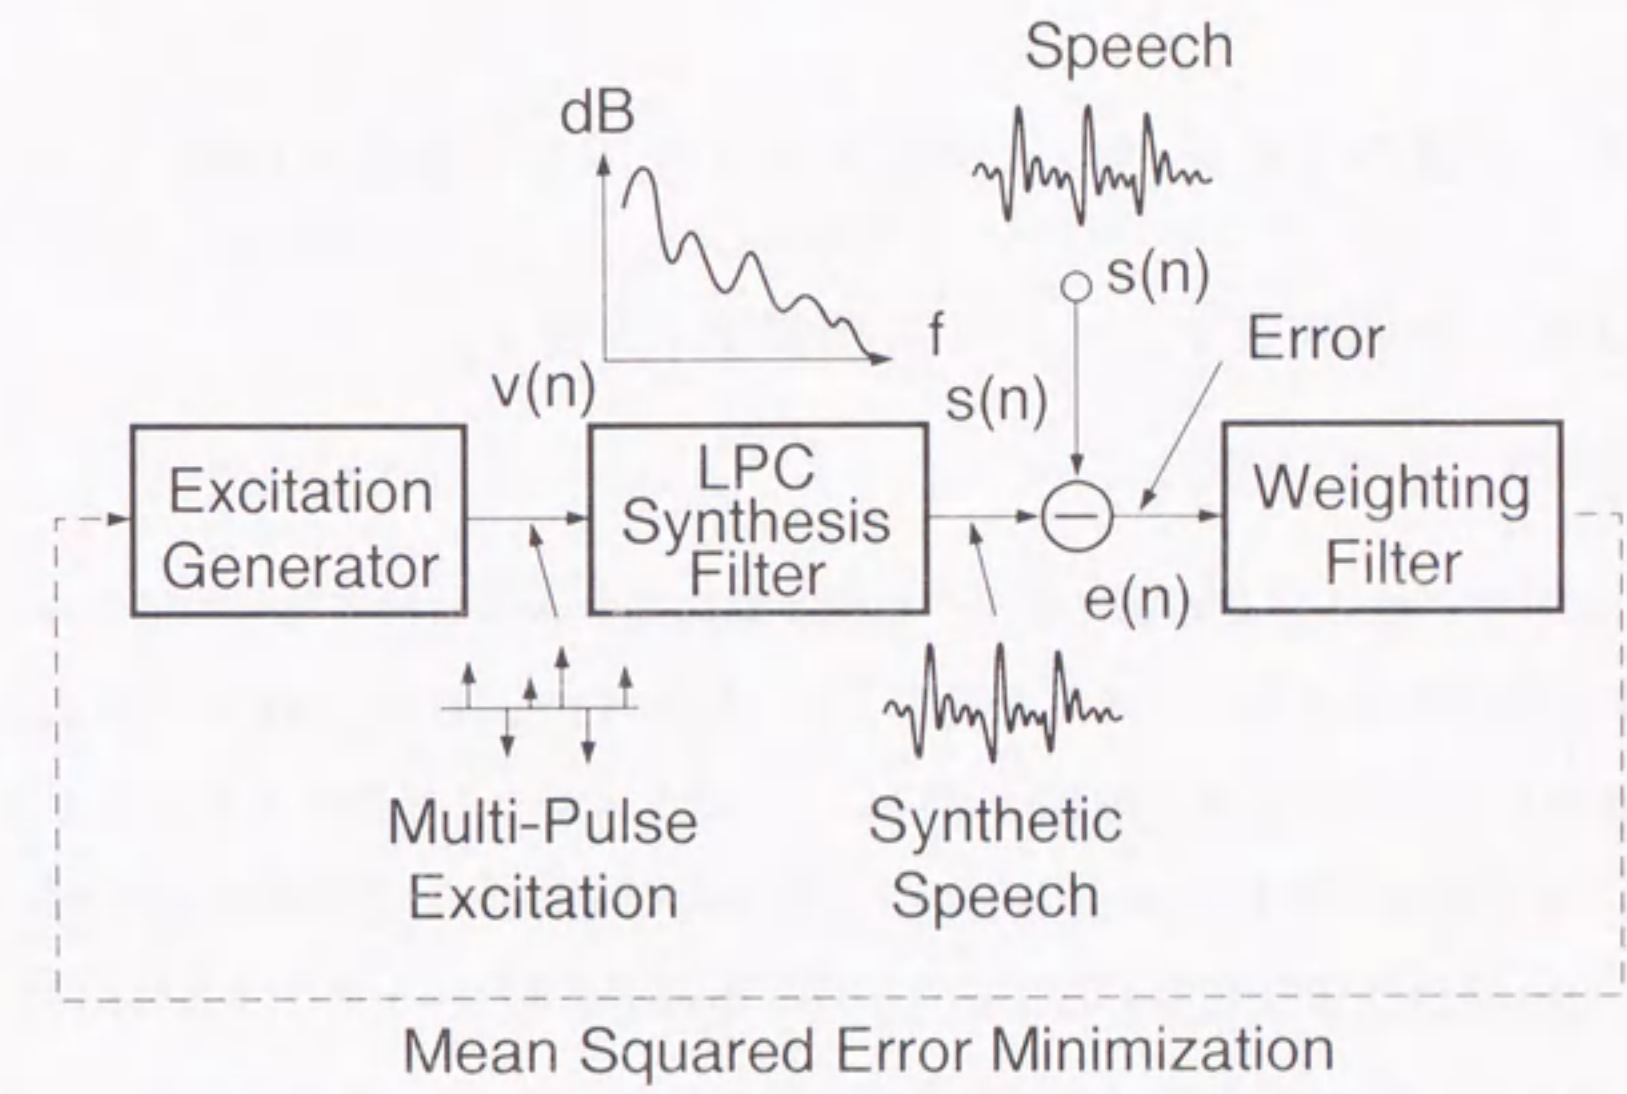 Speech
dB
s(n)
f
Error
v(n)
s(n)
Excitation
Generator
LPC
Synthesis
Filter
Weighting
Filter
e(n)
Multi-Pulse
Excitation
Synthetic
Speech
Mean Squared Error Minimization